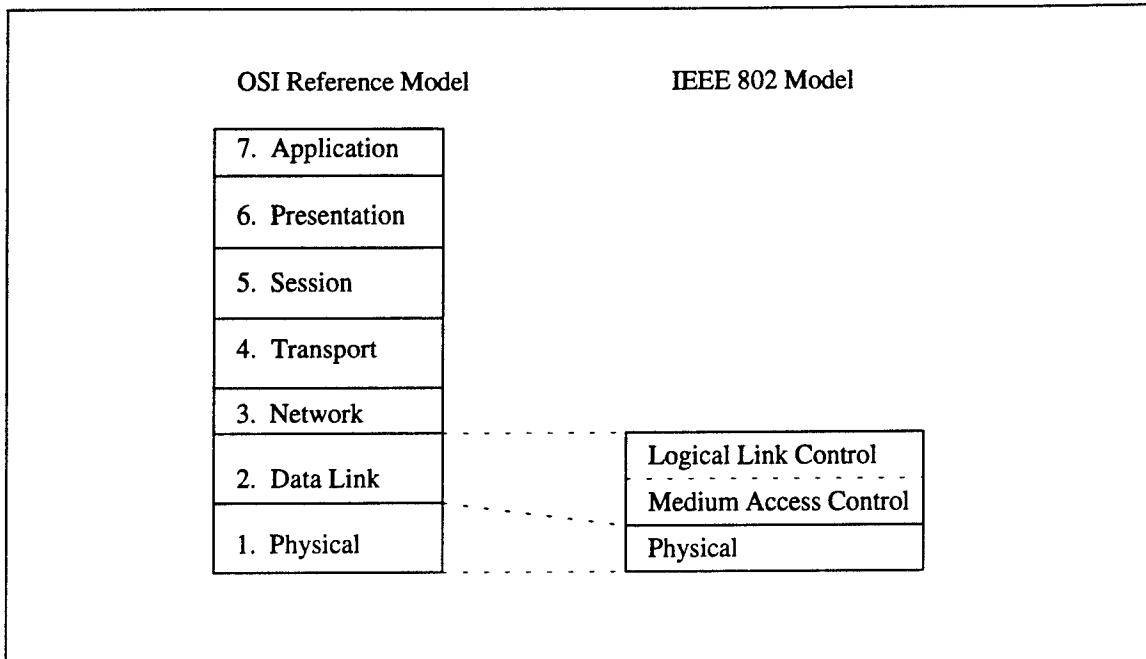 OSI Reference Model
IEEE 802 Model
7. Application
6. Presentation
5. Session
4. Transport
3. Network
2. Data Link
1. Physical
Logical Link Control
Medium Access Control
Physical